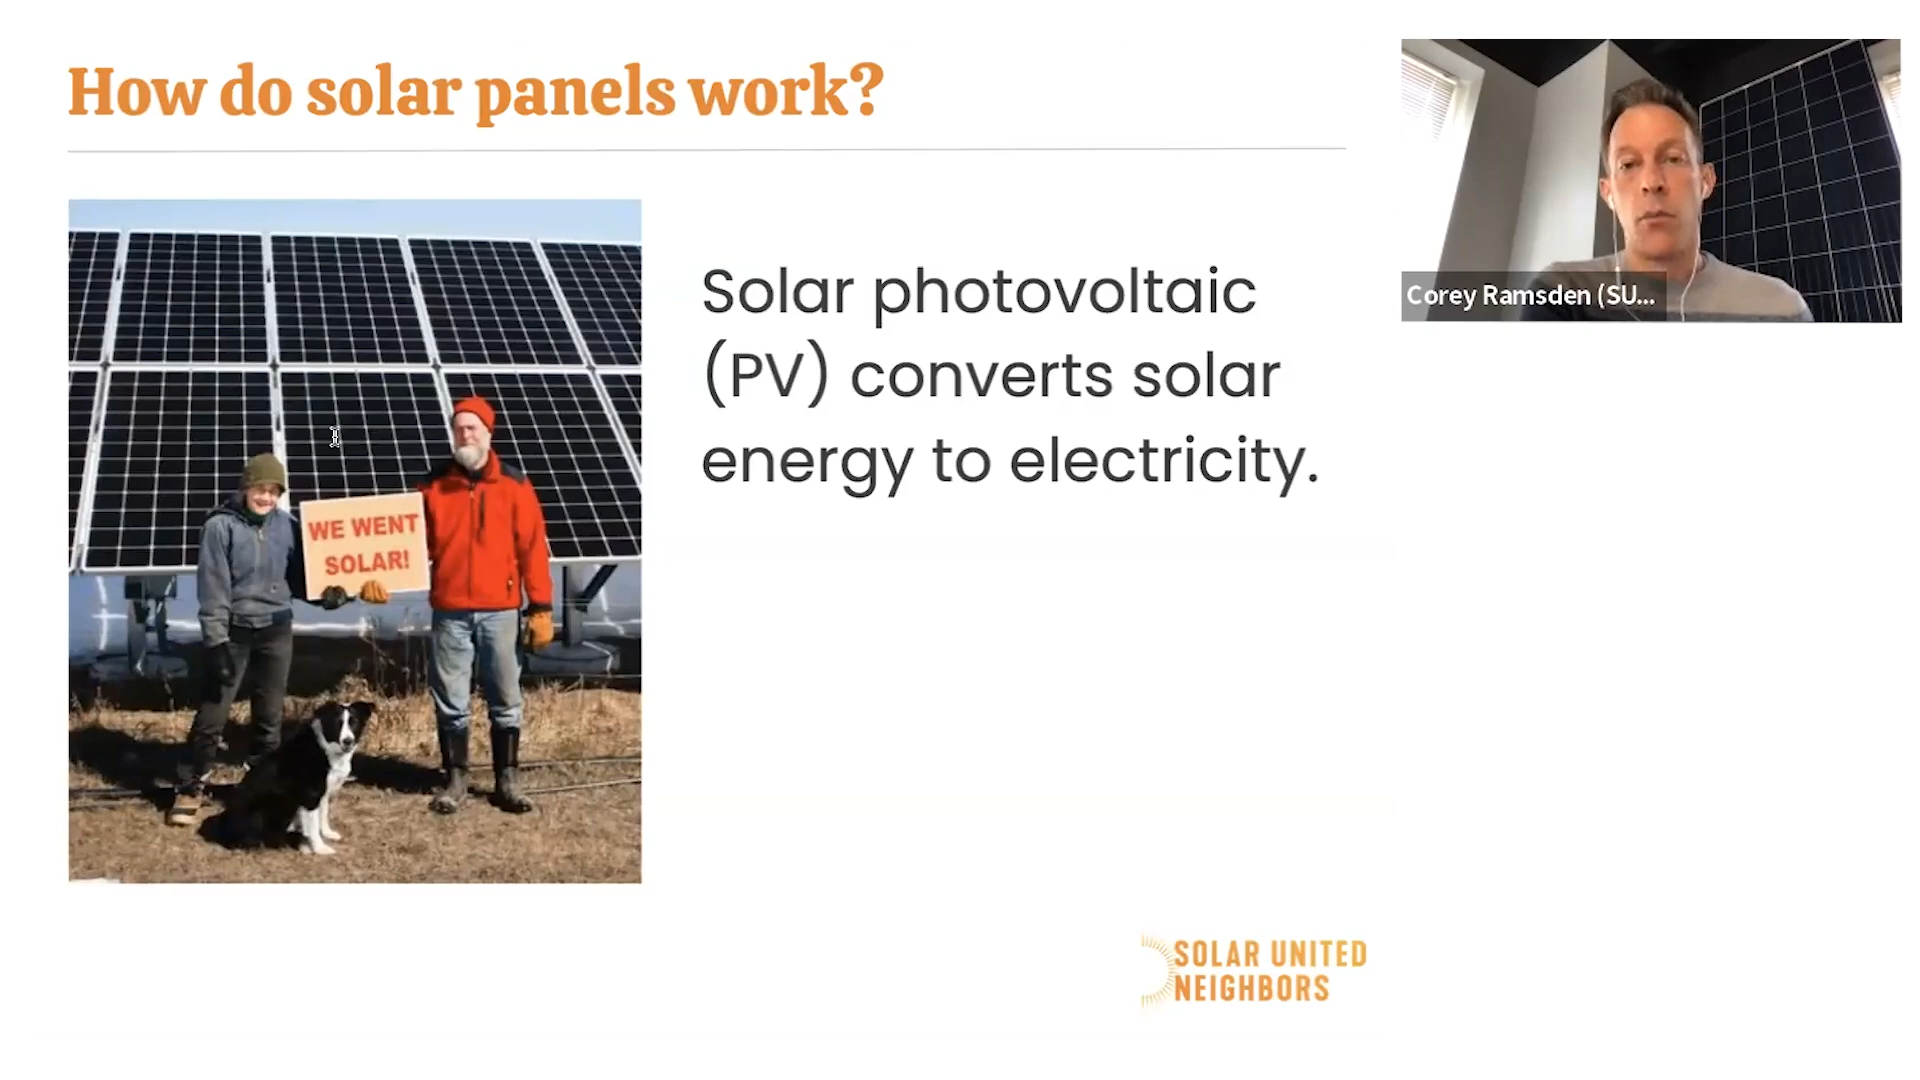 How do solar panels work?
Solar photovoltaic
(PV) converts solar
energy to electricity.
WE WENT
SOLAR!
Corey Ramsden (SU...
SOLAR UNITED
NEIGHBORS